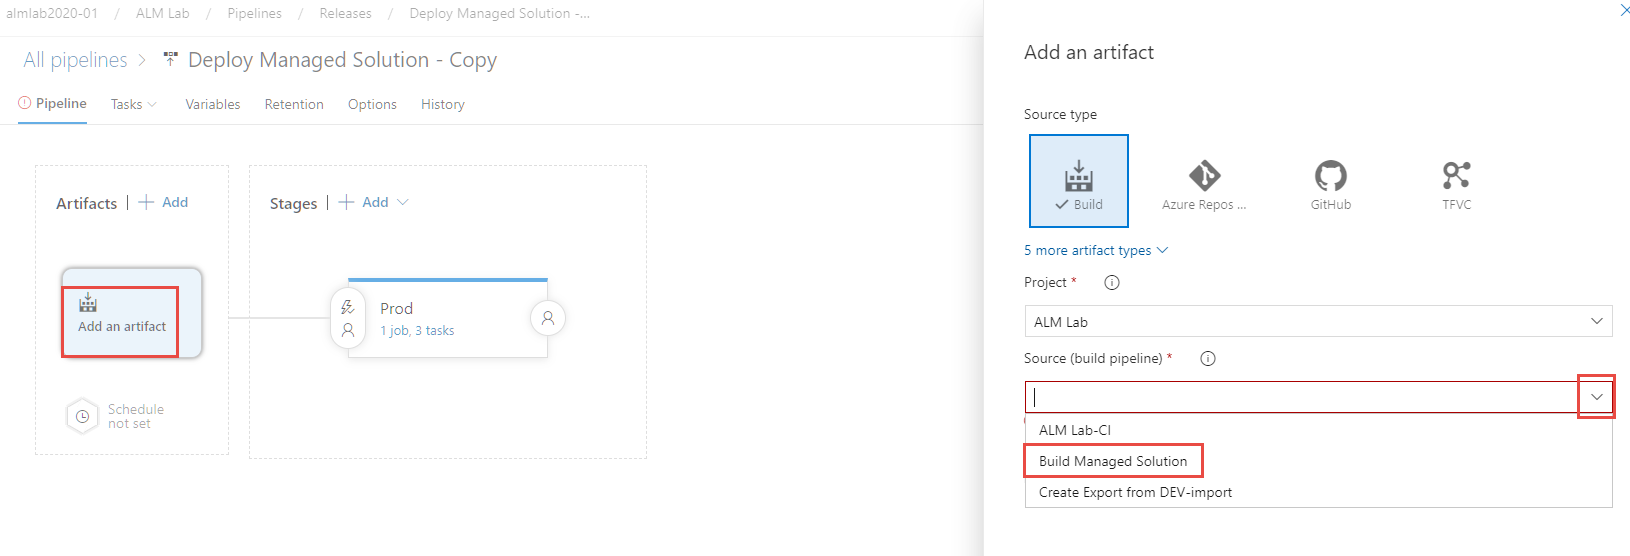 almlab2020-01 / ALM Lab / Pipelines / Releases / Deploy Managed Solution -...
All pipelines > Deploy Managed Solution - Copy
Pipeline Tasks Variables Retention Options History
Artifacts | + Add
Stages | + Add
Add an artifact
Schedule
not set
Prod
1 job, 3 tasks
Add an artifact
Source type
Build
Azure Repos ...
GitHub
TFVC
5 more artifact types
Project *
ALM Lab
Source (build pipeline) *
ALM Lab-CI
Build Managed Solution
Create Export from DEV-import